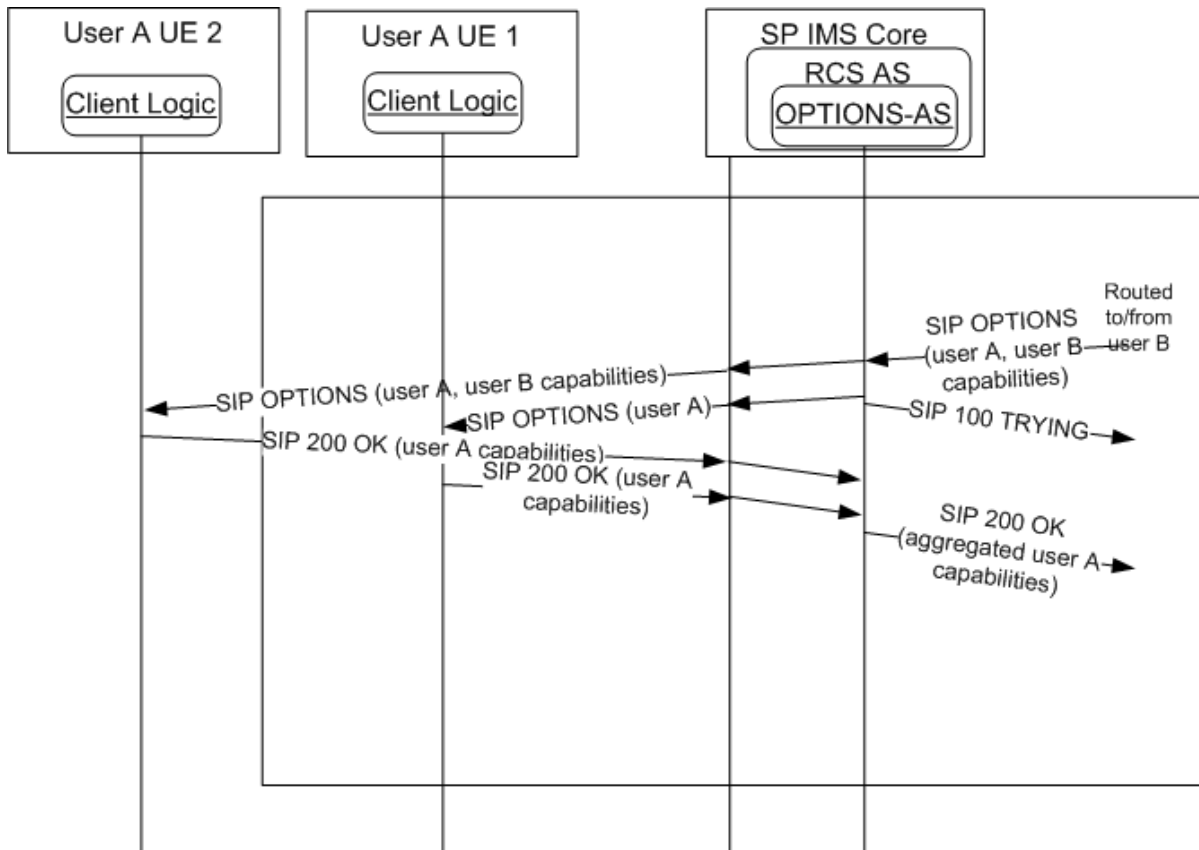 User A UE 2
Client Logic
User A UE 1
Client Logic
SP IMS Core
RCS AS
OPTIONS-AS
Routed
to/from
user B
SIP OPTIONS
(user A, user B
capabilities)
SIP OPTIONS (user A, user B capabilities)
SIP OPTIONS (user A)
SIP 100 TRYING
SIP 200 OK (user A capabilities)
SIP 200 OK (user A
capabilities)
SIP 200 OK
(aggregated user A
capabilities)